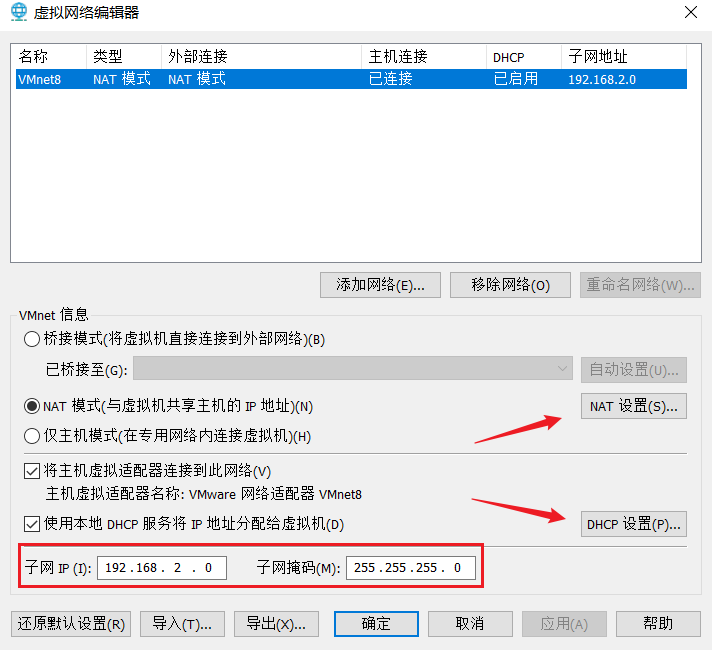 虚拟网络编辑器
名称 类型 外部连接 主机连接 DHCP 子网地址
VMnet8 NAT 模式 NAT 模式 已连接 已启用 192.168.2.0
添加网络(E)... 移除网络(O) 重命名网络(W)...
VMnet 信息
桥接模式(将虚拟机直接连接到外部网络)(B)
已桥接至(G): 自动设置(U)...
NAT 模式(与虚拟机共享主机的 IP 地址)(N) NAT 设置(S)...
仅主机模式(在专用网络内连接虚拟机)(H)
将主机虚拟适配器连接到此网络(V)
主机虚拟适配器名称: VMware 网络适配器 VMnet8
使用本地 DHCP 服务将 IP 地址分配给虚拟机(D) DHCP 设置(P)...
子网 IP (I): 192 . 168 . 2 . 0 子网掩码(M): 255 . 255 . 255 . 0
还原默认设置(R) 导入(T)... 导出(X)... 确定 取消 应用(A) 帮助